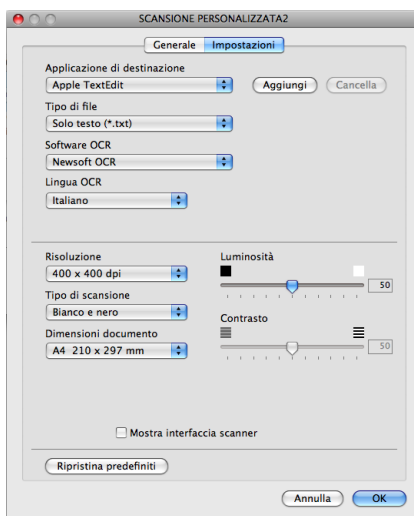 SCANSIONE PERSONALIZZATA2
Generale Impostazioni
Applicazione di destinazione
Apple TextEdit Aggiungi Cancella
Tipo di file
Solo testo (*.txt)
Software OCR
Newsoft OCR
Lingua OCR
Italiano
Risoluzione Luminosità
400 x 400 dpi 50
Tipo di scansione
Bianco e nero Contrasto
Dimensioni documento
A4 210 x 297 mm 50
Mostra interfaccia scanner
Ripristina predefiniti
Annulla OK